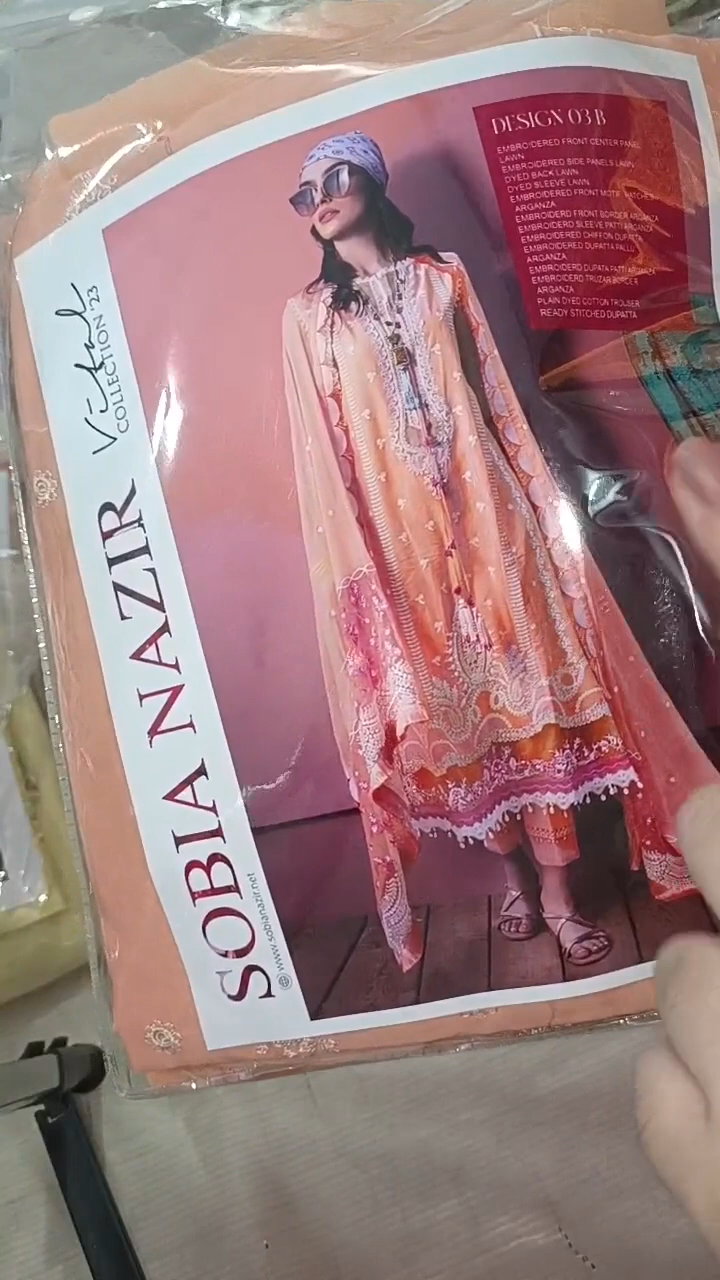 DESIGN 03 B
EMBROIDERED FRONT CENTER PANEL
LAWN
EMBROIDERED SIDE PANELS LAWN
DYED BACK LAWN
DYED SLEEVE LAWN
EMBROIDERED FRONT MOTIF PATCHES
ARGANZA
EMBROIDERD FRONT BORDER ARGANZA
EMBROIDERD SLEEVE PATTI ARGANZA
EMBROIDERED CHIFFON DUPATTA
EMBROIDERED DUPATTA PALLU
ARGANZA
EMBROIDERD DUPATA PATTI ARGANZA
EMBROIDERD TRUZAR BORDER
ARGANZA
PLAIN DYED COTTON TROUSER
READY STITCHED DUPATTA
Vital
COLLECTION '23
SOBIA NAZIR
www.sobianazir.net